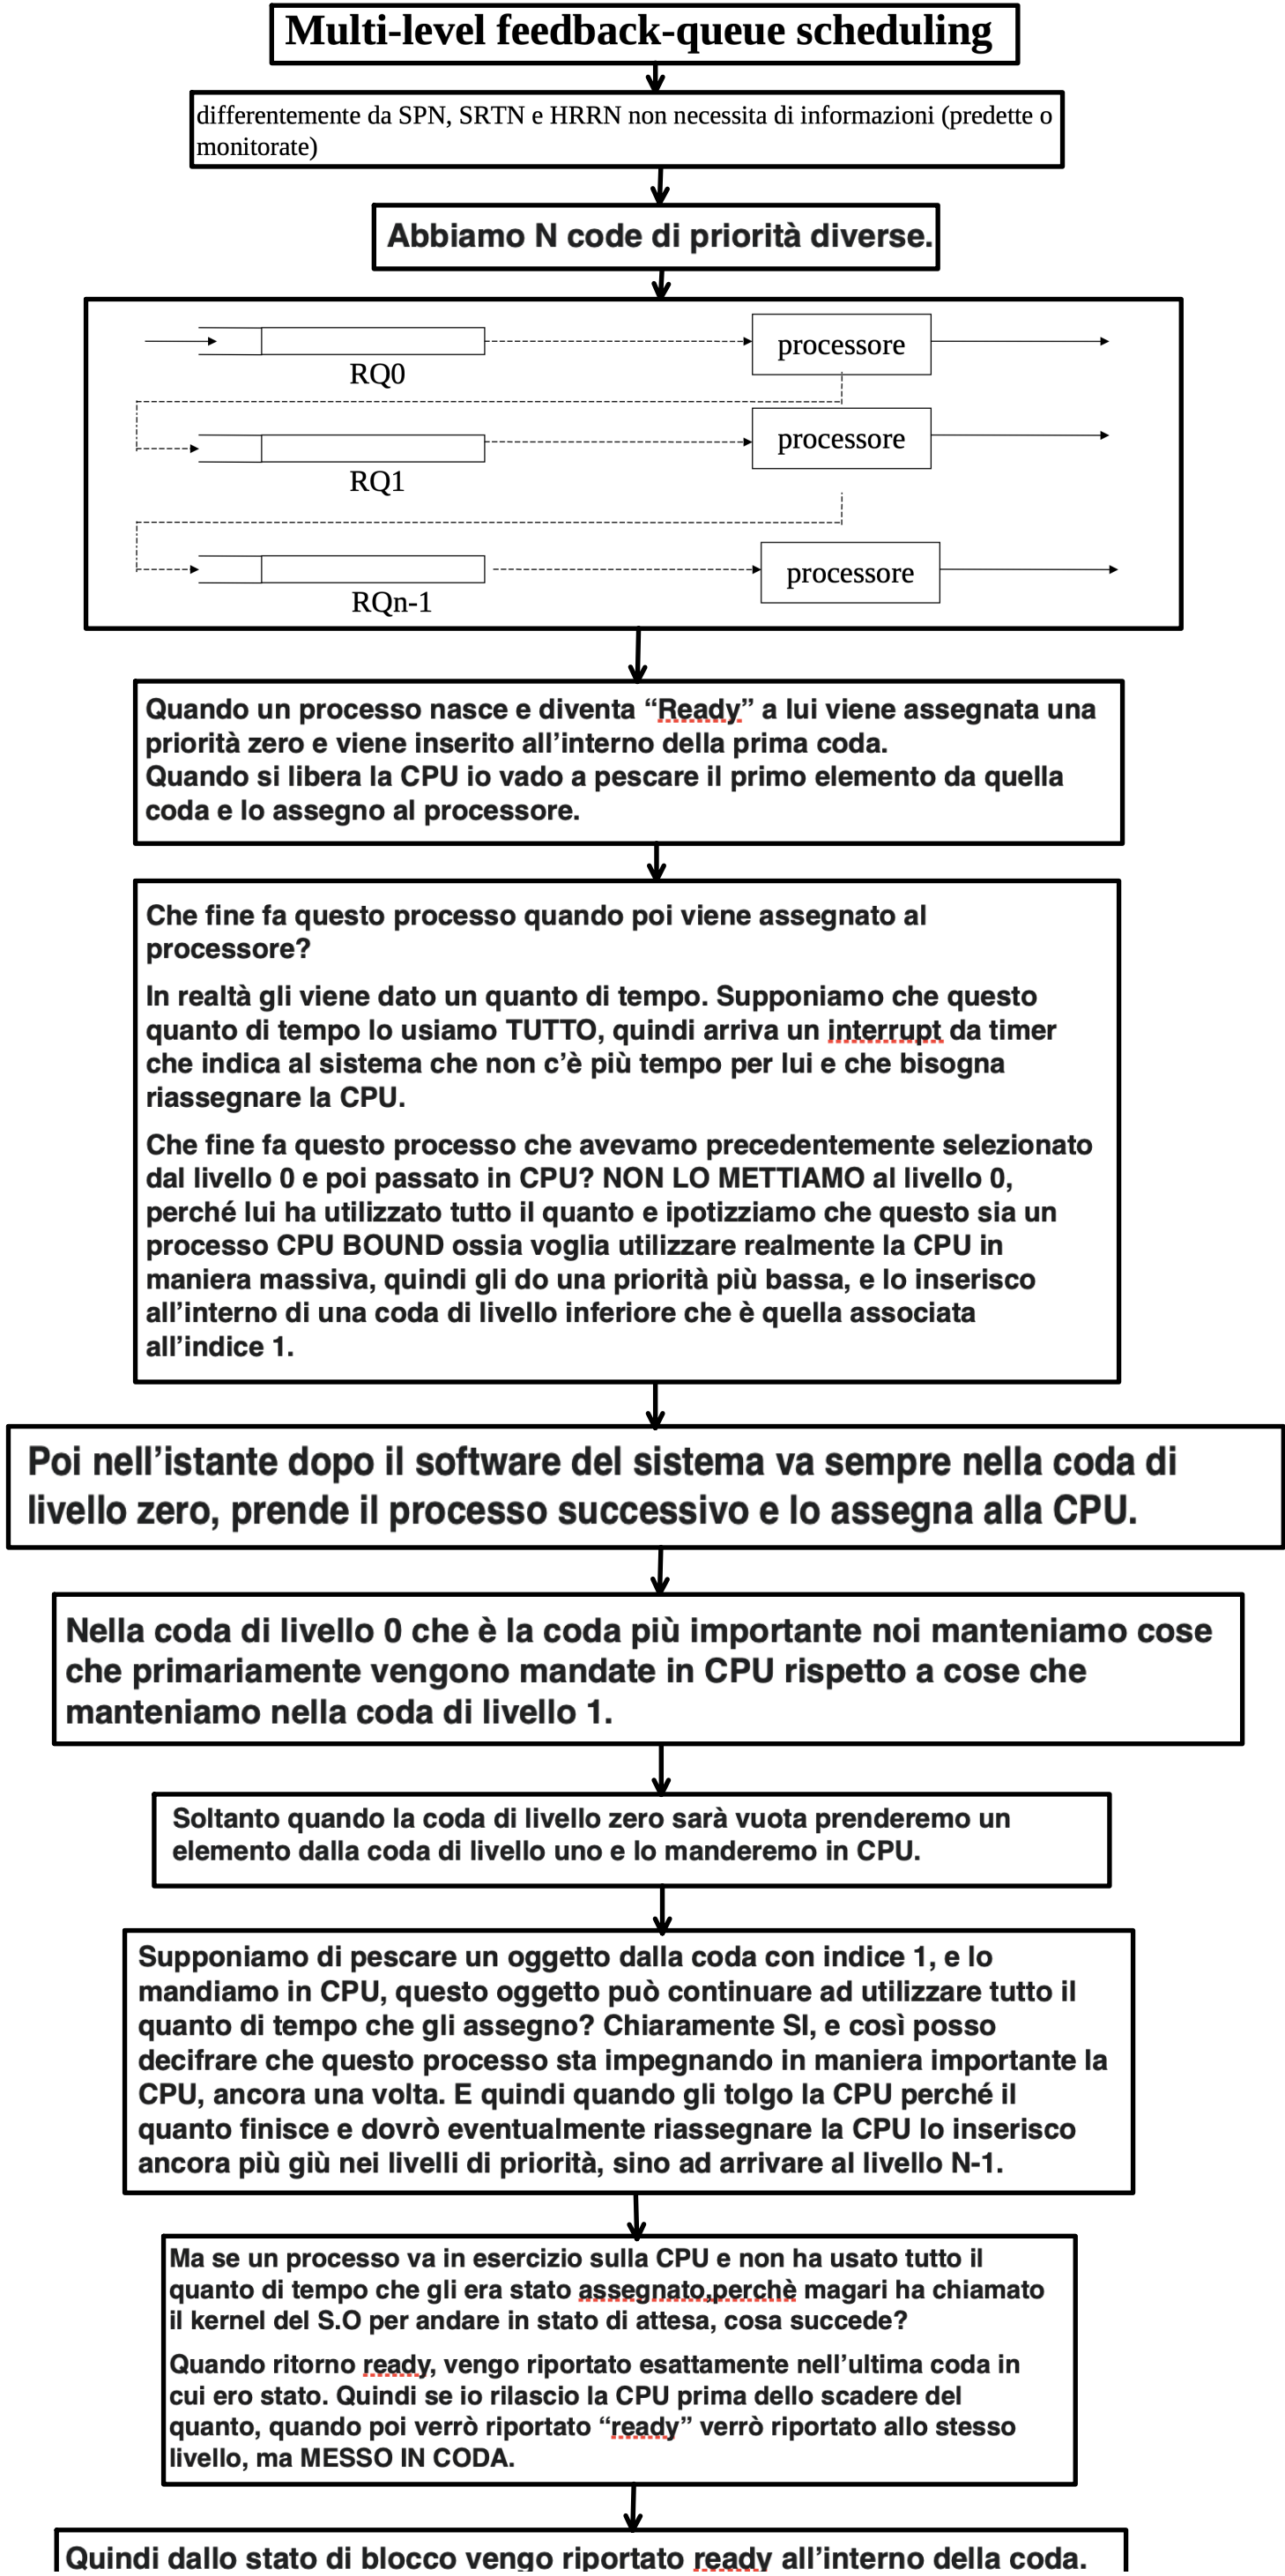 Multi-level feedback-queue scheduling
differentemente da SPN, SRTN e HRRN non necessita di informazioni (predette o
monitorate)
Abbiamo N code di priorità diverse.
processore
RQ0
processore
RQ1
processore
RQn-1
Quando un processo nasce e diventa “Ready” a lui viene assegnata una
priorità zero e viene inserito all’interno della prima coda.
Quando si libera la CPU io vado a pescare il primo elemento da quella
coda e lo assegno al processore.
Che fine fa questo processo quando poi viene assegnato al
processore?
In realtà gli viene dato un quanto di tempo. Supponiamo che questo
quanto di tempo lo usiamo TUTTO, quindi arriva un interrupt da timer
che indica al sistema che non c’è più tempo per lui e che bisogna
riassegnare la CPU.
Che fine fa questo processo che avevamo precedentemente selezionato
dal livello 0 e poi passato in CPU? NON LO METTIAMO al livello 0,
perché lui ha utilizzato tutto il quanto e ipotizziamo che questo sia un
processo CPU BOUND ossia voglia utilizzare realmente la CPU in
maniera massiva, quindi gli do una priorità più bassa, e lo inserisco
all’interno di una coda di livello inferiore che è quella associata
all’indice 1.
Poi nell’istante dopo il software del sistema va sempre nella coda di
livello zero, prende il processo successivo e lo assegna alla CPU.
Nella coda di livello 0 che è la coda più importante noi manteniamo cose
che primariamente vengono mandate in CPU rispetto a cose che
manteniamo nella coda di livello 1.
Soltanto quando la coda di livello zero sarà vuota prenderemo un
elemento dalla coda di livello uno e lo manderemo in CPU.
Supponiamo di pescare un oggetto dalla coda con indice 1, e lo
mandiamo in CPU, questo oggetto può continuare ad utilizzare tutto il
quanto di tempo che gli assegno? Chiaramente SI, e così posso
decifrare che questo processo sta impegnando in maniera importante la
CPU, ancora una volta. E quindi quando gli tolgo la CPU perché il
quanto finisce e dovrò eventualmente riassegnare la CPU lo inserisco
ancora più giù nei livelli di priorità, sino ad arrivare al livello N-1.
Ma se un processo va in esercizio sulla CPU e non ha usato tutto il
quanto di tempo che gli era stato assegnato,perchè magari ha chiamato
il kernel del S.O per andare in stato di attesa, cosa succede?
Quando ritorno ready, vengo riportato esattamente nell’ultima coda in
cui ero stato. Quindi se io rilascio la CPU prima dello scadere del
quanto, quando poi verrò riportato “ready” verrò riportato allo stesso
livello, ma MESSO IN CODA.
Quindi dallo stato di blocco vengo riportato ready all’interno della coda.